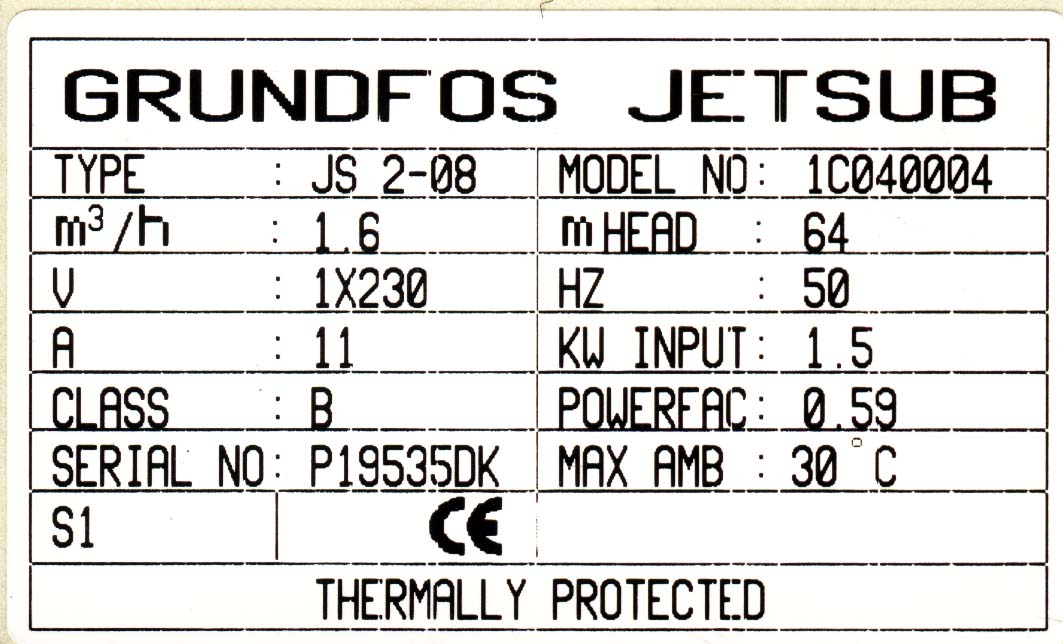 GRUNDFOS JETSUB
TYPE : JS 2-08 MODEL NO: 1C040004
m³/h : 1.6 m HEAD : 64
V : 1X230 HZ : 50
A : 11 KW INPUT: 1.5
CLASS : B POWERFAC: 0.59
SERIAL NO: P19535DK MAX AMB : 30°C
S1 CE
THERMALLY PROTECTED